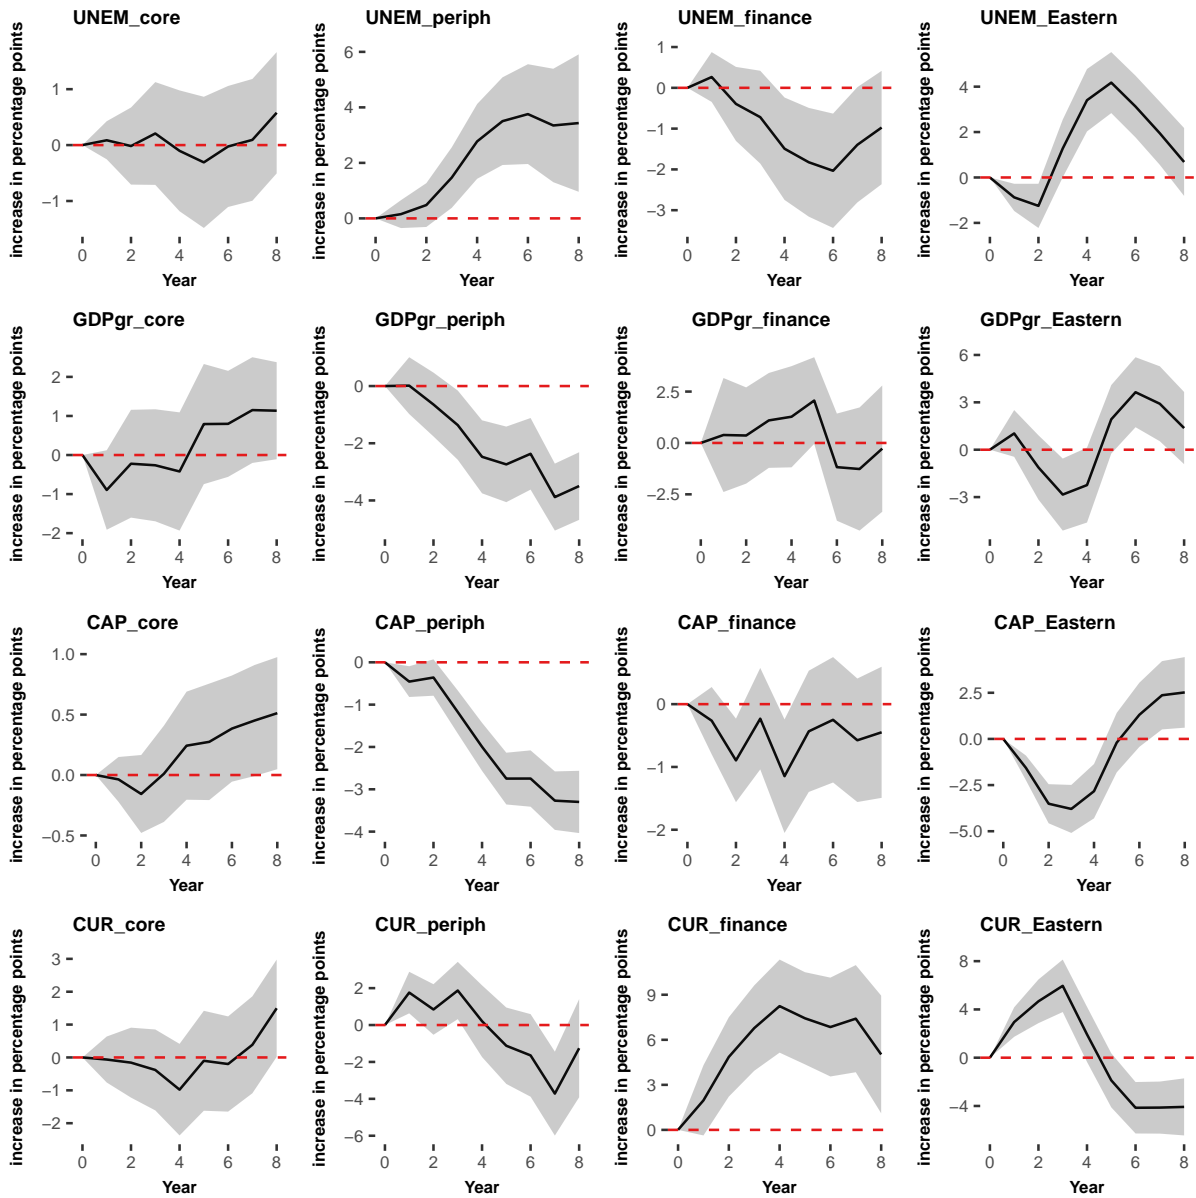 UNEM_core
UNEM_periph
UNEM_finance
UNEM_Eastern
increase in percentage points
1
0
−1
0 2 4 6 8
Year
increase in percentage points
6
4
2
0
0 2 4 6 8
Year
increase in percentage points
1
0
−1
−2
−3
0 2 4 6 8
Year
increase in percentage points
4
2
0
−2
0 2 4 6 8
Year
GDPgr_core
GDPgr_periph
GDPgr_finance
GDPgr_Eastern
increase in percentage points
2
1
0
−1
−2
0 2 4 6 8
Year
increase in percentage points
0
−2
−4
0 2 4 6 8
Year
increase in percentage points
2.5
0.0
−2.5
0 2 4 6 8
Year
increase in percentage points
6
3
0
−3
0 2 4 6 8
Year
CAP_core
CAP_periph
CAP_finance
CAP_Eastern
increase in percentage points
1.0
0.5
0.0
−0.5
0 2 4 6 8
Year
increase in percentage points
0
−1
−2
−3
−4
0 2 4 6 8
Year
increase in percentage points
0
−1
−2
0 2 4 6 8
Year
increase in percentage points
2.5
0.0
−2.5
−5.0
0 2 4 6 8
Year
CUR_core
CUR_periph
CUR_finance
CUR_Eastern
increase in percentage points
3
2
1
0
−1
−2
0 2 4 6 8
Year
increase in percentage points
2
0
−2
−4
−6
0 2 4 6 8
Year
increase in percentage points
9
6
3
0
0 2 4 6 8
Year
increase in percentage points
8
4
0
−4
0 2 4 6 8
Year